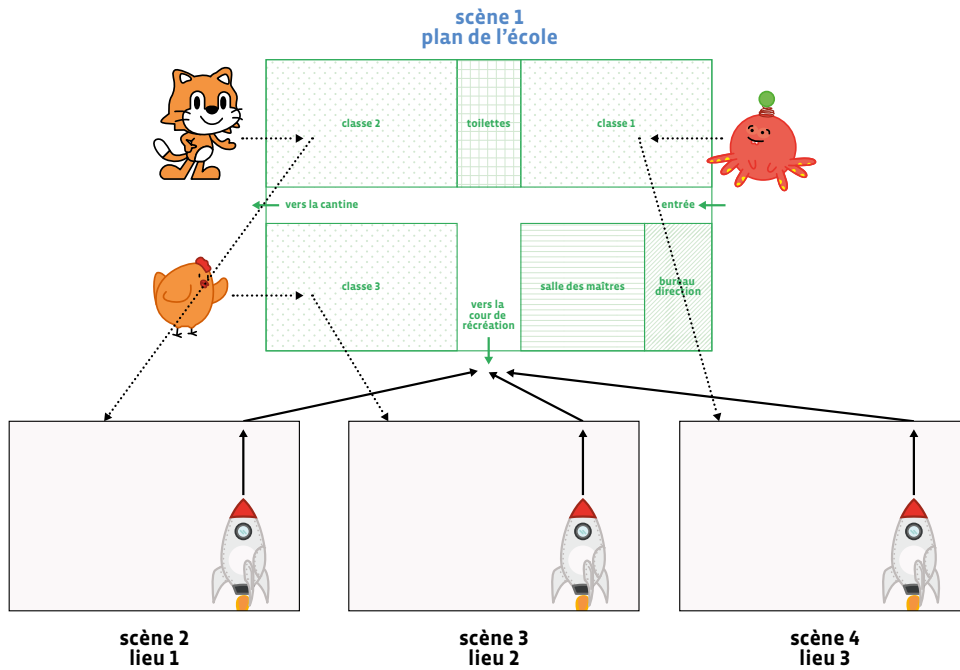 scène 1
plan de l’école
classe 2
toilettes
classe 1
vers la cantine
entrée
classe 3
vers la
cour de
récréation
salle des maîtres
bureau
direction
scène 2
lieu 1
scène 3
lieu 2
scène 4
lieu 3